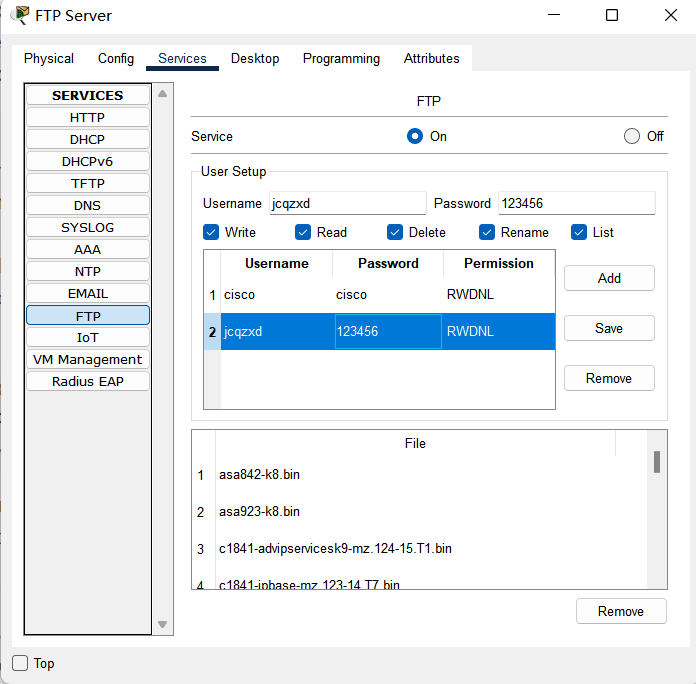 FTP Server
Physical Config Services Desktop Programming Attributes
SERVICES
HTTP
DHCP
DHCPv6
TFTP
DNS
SYSLOG
AAA
NTP
EMAIL
FTP
IoT
VM Management
Radius EAP
FTP
Service On Off
User Setup
Username jcqzxd Password 123456
Write Read Delete Rename List
Username Password Permission
1 cisco cisco RWDNL
2 jcqzxd 123456 RWDNL
Add
Save
Remove
File
1 asa842-k8.bin
2 asa923-k8.bin
3 c1841-advipservicesk9-mz.124-15.T1.bin
4 c1841-ipbase-mz.123-14.T7.bin
Remove
Top